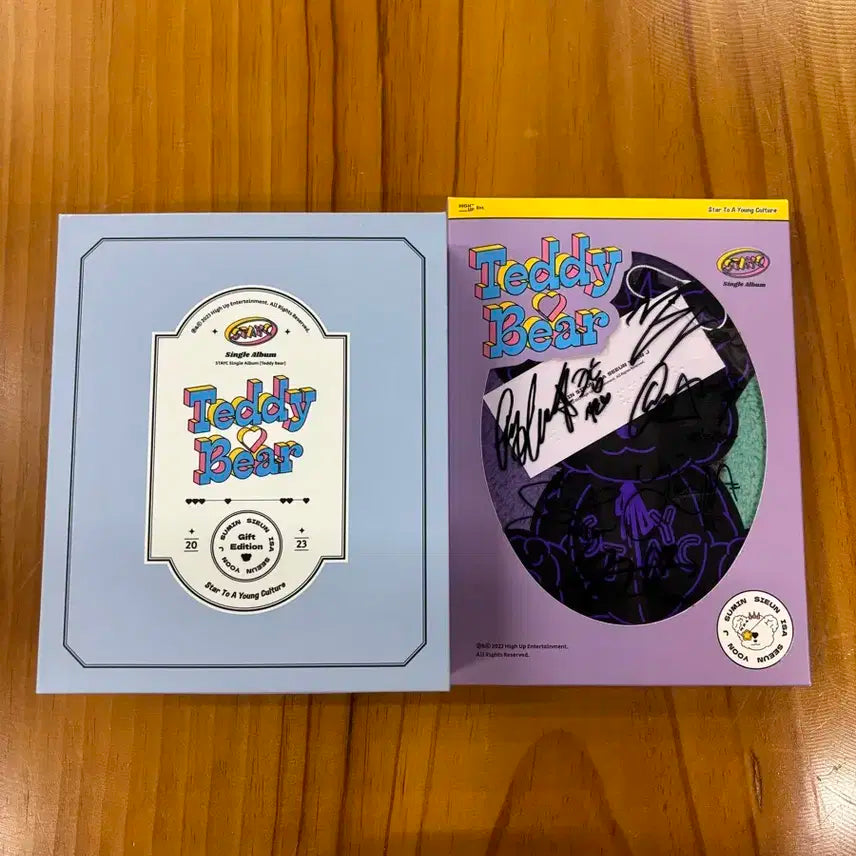 ℗&© 2023 High Up Entertainment. All Rights Reserved.
STAYC
Single Album
STAYC Single Album [Teddy Bear]
Teddy
Bear
20
Gift
Edition
23
SUMIN SIEUN ISA SEEUN YOON J
Star To A Young Culture
HIGH
UP Ent.
Star To A Young Culture
Teddy
Bear
STAYC
Single Album
SEEUN
J
℗&© 2023 High Up Entertainment.
All Rights Reserved.
SUMIN SIEUN ISA SEEUN YOON J